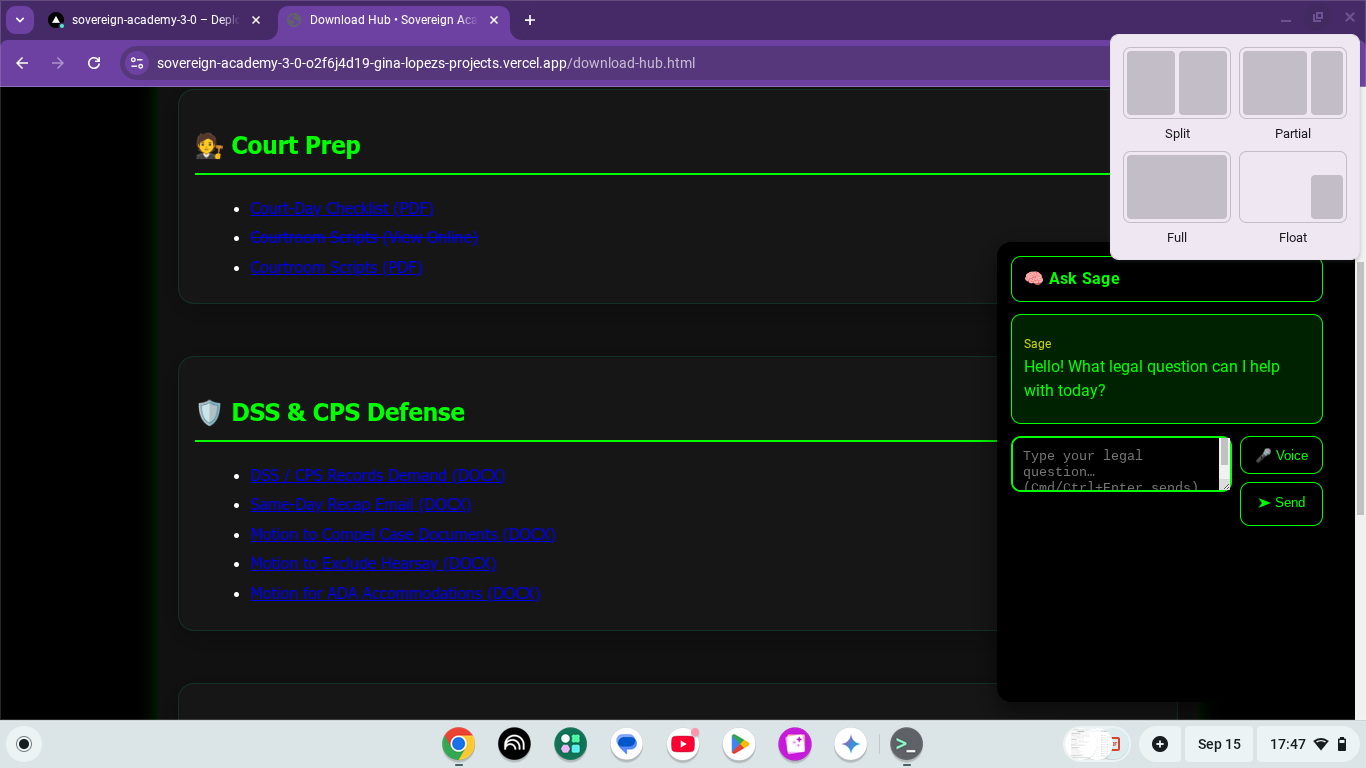 sovereign-academy-3-0 – Deplo
Download Hub • Sovereign Aca
sovereign-academy-3-0-o2f6j4d19-gina-lopezs-projects.vercel.app/download-hub.html
Split
Partial
Full
Float
🧑‍⚖️ Court Prep
Court-Day Checklist (PDF)
Courtroom Scripts (View Online)
Courtroom Scripts (PDF)
🛡️ DSS & CPS Defense
DSS / CPS Records Demand (DOCX)
Same-Day Recap Email (DOCX)
Motion to Compel Case Documents (DOCX)
Motion to Exclude Hearsay (DOCX)
Motion for ADA Accommodations (DOCX)
🧠 Ask Sage
Sage
Hello! What legal question can I help
with today?
Type your legal
question…
(Cmd/Ctrl+Enter sends)
🎤 Voice
➤ Send
Sep 15
17:47